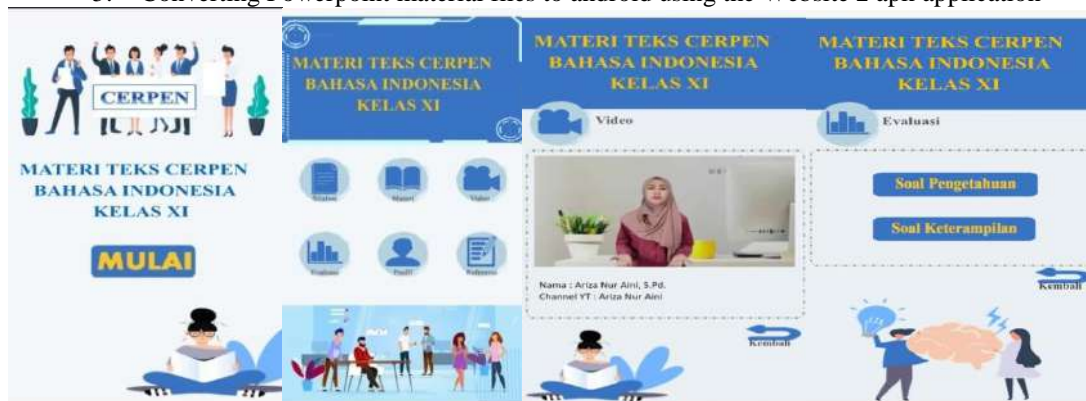 Converting Powerpoint material files to android using the Website 2 apk application
CERPEN
MATERI TEKS CERPEN
BAHASA INDONESIA
KELAS XI
MULAI
MATERI TEKS CERPEN
BAHASA INDONESIA
KELAS XI
Materi
Video
Evaluasi
Profil
Referensi
MATERI TEKS CERPEN
BAHASA INDONESIA
KELAS XI
Video
Nama : Ariza Nur Aini, S.Pd.
Channel YT : Ariza Nur Aini
Kembali
MATERI TEKS CERPEN
BAHASA INDONESIA
KELAS XI
Evaluasi
Soal Pengetahuan
Soal Keterampilan
Kembali